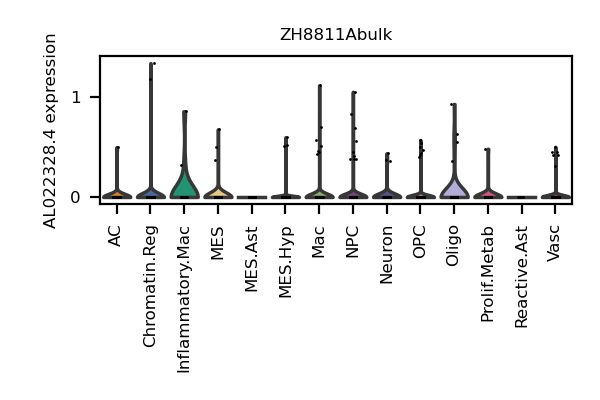 ZH8811Abulk
AL022328.4 expression
1
0
AC
Chromatin.Reg
Inflammatory.Mac
MES
MES.Ast
MES.Hyp
Mac
NPC
Neuron
OPC
Oligo
Prolif.Metab
Reactive.Ast
Vasc